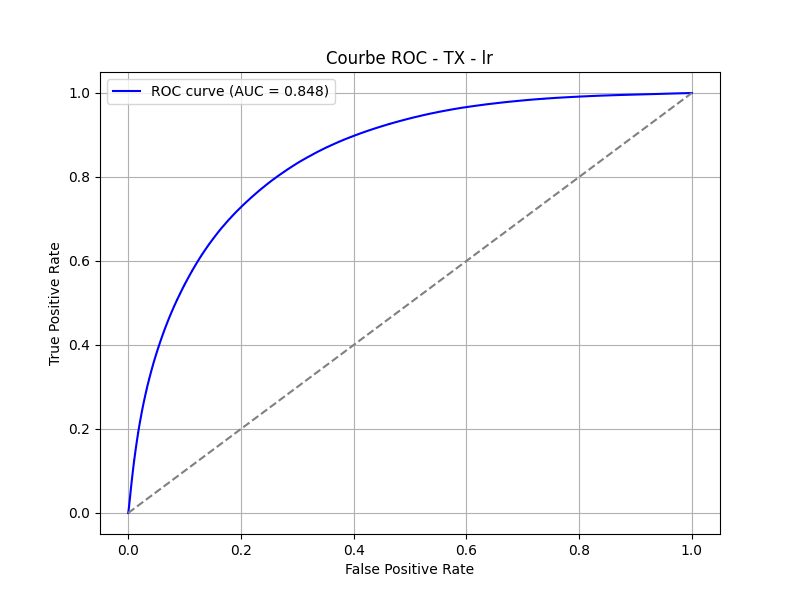 Courbe ROC - TX - lr
ROC curve (AUC = 0.848)
True Positive Rate
1.0
0.8
0.6
0.4
0.2
0.0
0.0 0.2 0.4 0.6 0.8 1.0
False Positive Rate